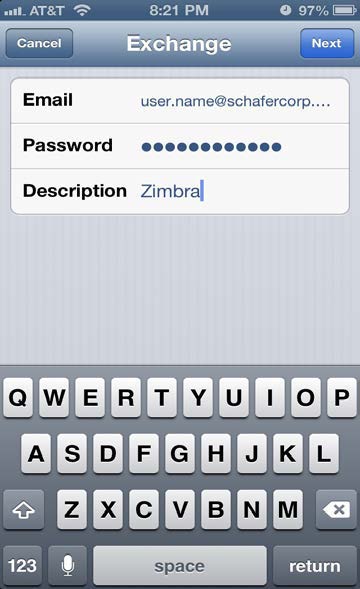 AT&T 8:21 PM 97%
Cancel Exchange Next
Email user.name@schafercorp....
Password ●●●●●●●●●●●●
Description Zimbra
Q W E R T Y U I O P
A S D F G H J K L
Z X C V B N M
123 space return